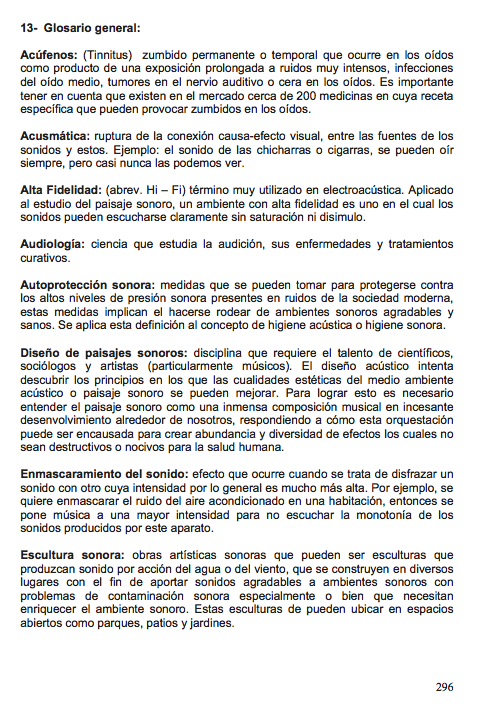 13- Glosario general:
Acúfenos: (Tinnitus) zumbido permanente o temporal que ocurre en los oídos
como producto de una exposición prolongada a ruidos muy intensos, infecciones
del oído medio, tumores en el nervio auditivo o cera en los oídos. Es importante
tener en cuenta que existen en el mercado cerca de 200 medicinas en cuya receta
específica que pueden provocar zumbidos en los oídos.
Acusmática: ruptura de la conexión causa-efecto visual, entre las fuentes de los
sonidos y estos. Ejemplo: el sonido de las chicharras o cigarras, se pueden oír
siempre, pero casi nunca las podemos ver.
Alta Fidelidad: (abrev. Hi – Fi) término muy utilizado en electroacústica. Aplicado
al estudio del paisaje sonoro, un ambiente con alta fidelidad es uno en el cual los
sonidos pueden escucharse claramente sin saturación ni disimulo.
Audiología: ciencia que estudia la audición, sus enfermedades y tratamientos
curativos.
Autoprotección sonora: medidas que se pueden tomar para protegerse contra
los altos niveles de presión sonora presentes en ruidos de la sociedad moderna,
estas medidas implican el hacerse rodear de ambientes sonoros agradables y
sanos. Se aplica esta definición al concepto de higiene acústica o higiene sonora.
Diseño de paisajes sonoros: disciplina que requiere el talento de científicos,
sociólogos y artistas (particularmente músicos). El diseño acústico intenta
descubrir los principios en los que las cualidades estéticas del medio ambiente
acústico o paisaje sonoro se pueden mejorar. Para lograr esto es necesario
entender el paisaje sonoro como una inmensa composición musical en incesante
desenvolvimiento alrededor de nosotros, respondiendo a cómo esta orquestación
puede ser encausada para crear abundancia y diversidad de efectos los cuales no
sean destructivos o nocivos para la salud humana.
Enmascaramiento del sonido: efecto que ocurre cuando se trata de disfrazar un
sonido con otro cuya intensidad por lo general es mucho más alta. Por ejemplo, se
quiere enmascarar el ruido del aire acondicionado en una habitación, entonces se
pone música a una mayor intensidad para no escuchar la monotonía de los
sonidos producidos por este aparato.
Escultura sonora: obras artísticas sonoras que pueden ser esculturas que
produzcan sonido por acción del agua o del viento, que se construyen en diversos
lugares con el fin de aportar sonidos agradables a ambientes sonoros con
problemas de contaminación sonora especialmente o bien que necesitan
enriquecer el ambiente sonoro. Estas esculturas de pueden ubicar en espacios
abiertos como parques, patios y jardines.
296